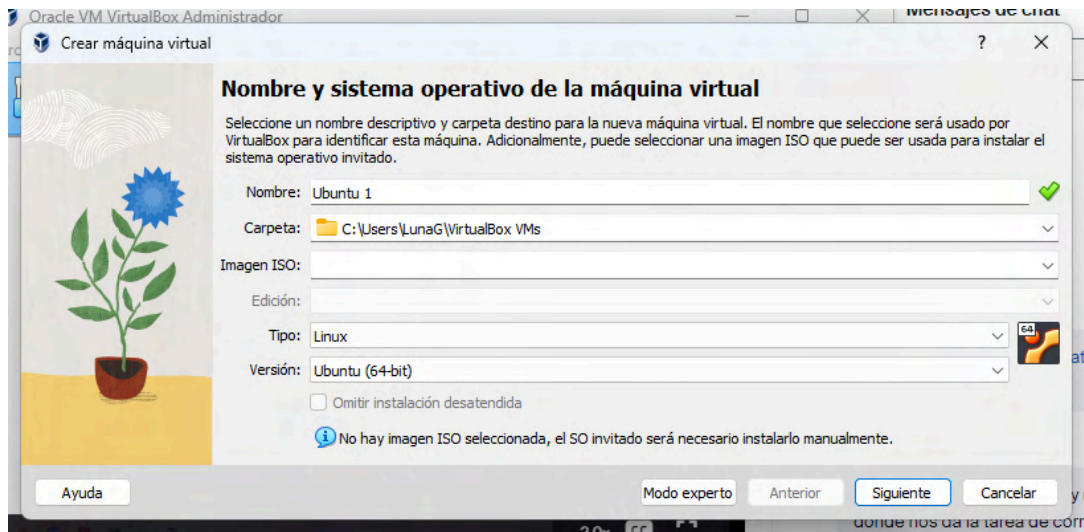 Oracle VM VirtualBox Administrador
Mensajes de chat
Crear máquina virtual
Nombre y sistema operativo de la máquina virtual
Seleccione un nombre descriptivo y carpeta destino para la nueva máquina virtual. El nombre que seleccione será usado por
VirtualBox para identificar esta máquina. Adicionalmente, puede seleccionar una imagen ISO que puede ser usada para instalar el
sistema operativo invitado.
Nombre: Ubuntu 1
Carpeta: C:\Users\LunaG\VirtualBox VMs
Imagen ISO:
Edición:
Tipo: Linux
64
Versión: Ubuntu (64-bit)
Omitir instalación desatendida
No hay imagen ISO seleccionada, el SO invitado será necesario instalarlo manualmente.
Ayuda
Modo experto
Anterior
Siguiente
Cancelar
donde nos da la tarea de